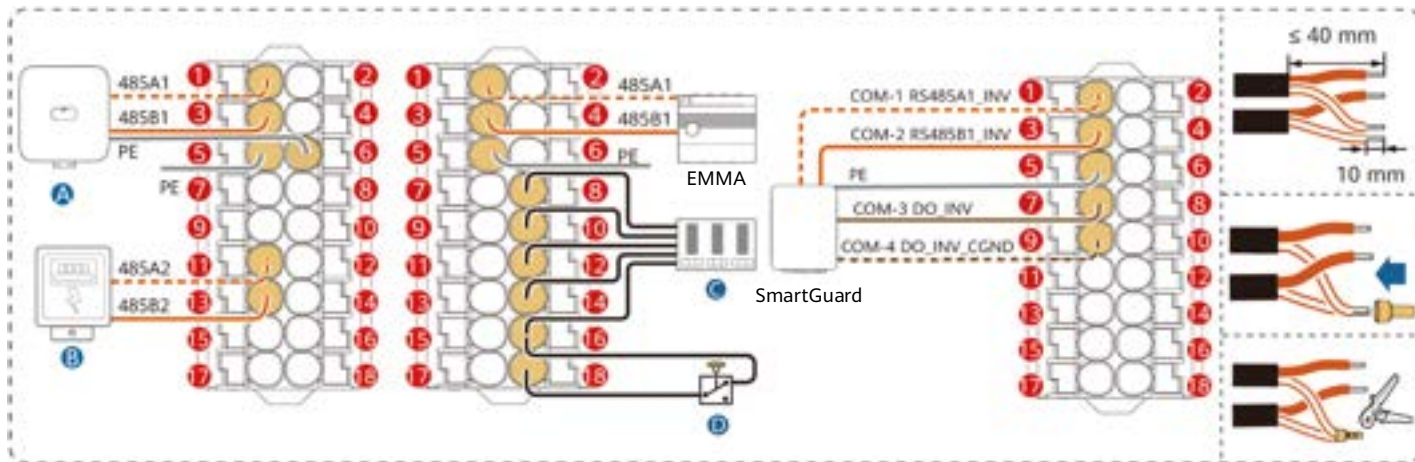 485A1
485B1
PE
PE
A
485A2
485B2
B
1 2
3 4
5 6
7 8
9 10
11 12
13 14
15 16
17 18
1 2
3 4
5 6
7 8
9 10
11 12
13 14
15 16
17 18
485A1
485B1
PE
EMMA
C
D
COM-1 RS485A1_INV
COM-2 RS485B1_INV
PE
COM-3 DO_INV
COM-4 DO_INV_CGND
SmartGuard
1 2
3 4
5 6
7 8
9 10
11 12
13 14
15 16
17 18
≤ 40 mm
10 mm